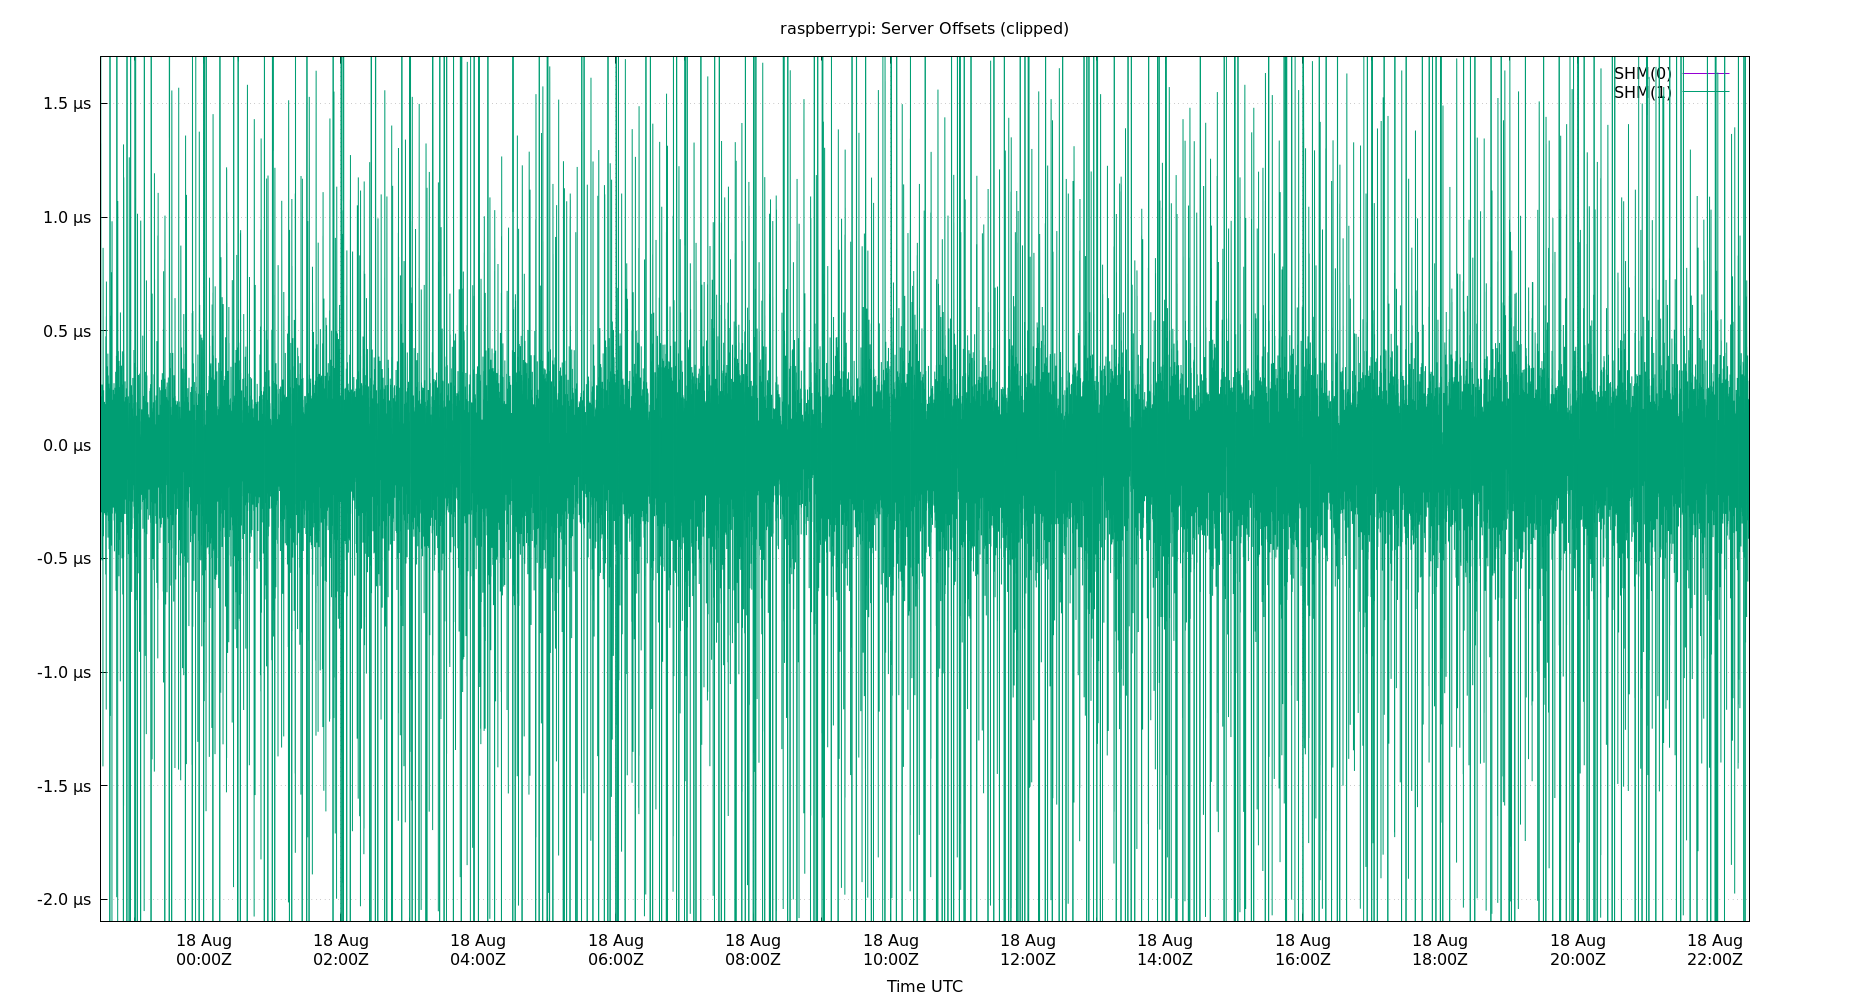 raspberrypi: Server Offsets (clipped)
SHM(0)
SHM(1)
1.5 µs
1.0 µs
0.5 µs
0.0 µs
-0.5 µs
-1.0 µs
-1.5 µs
-2.0 µs
18 Aug 18 Aug 18 Aug 18 Aug 18 Aug 18 Aug 18 Aug 18 Aug 18 Aug 18 Aug 18 Aug 18 Aug
00:00Z 02:00Z 04:00Z 06:00Z 08:00Z 10:00Z 12:00Z 14:00Z 16:00Z 18:00Z 20:00Z 22:00Z
Time UTC